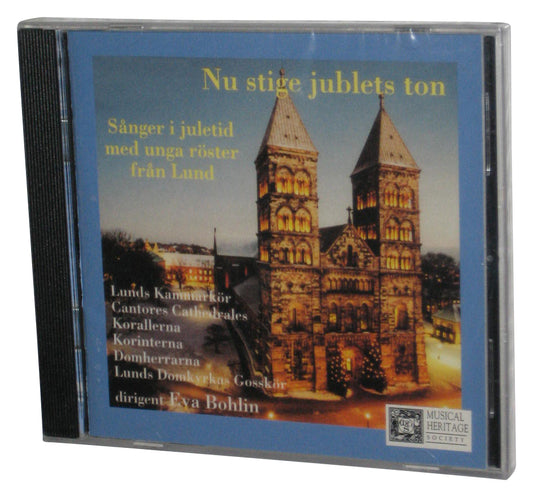 Nu stige jublets ton
Sånger i juletid
med unga röster
från Lund
Lunds Kammarkör
Cantores Cathedrales
Korallerna
Korinterna
Domherrarna
Lunds Domkyrkas Gosskör
dirigent Eva Bohlin
MUSICAL
HERITAGE
SOCIETY